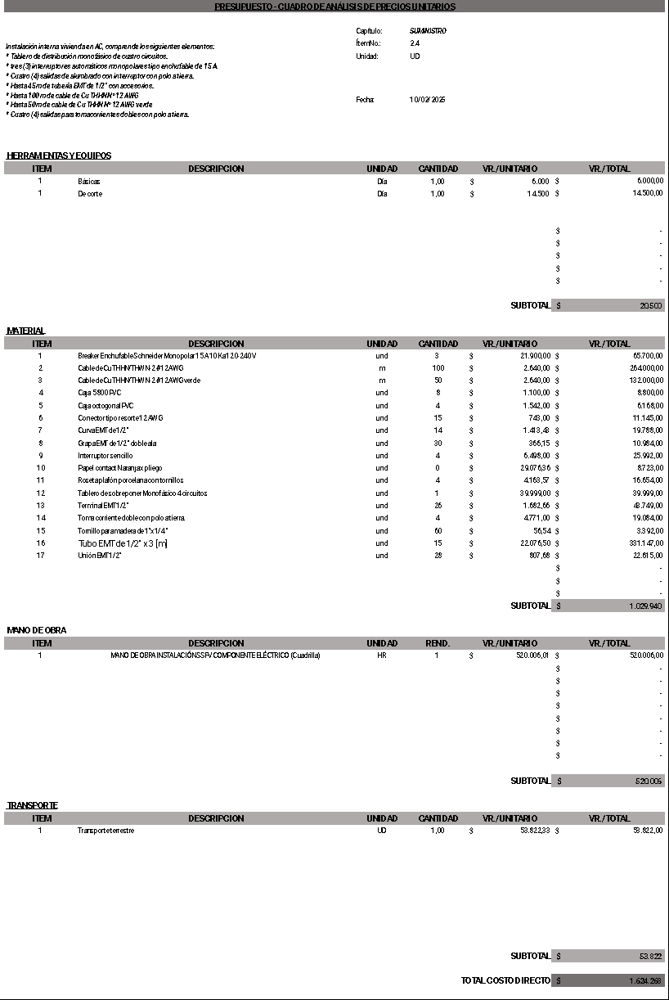 PRESUPUESTO - CUADRO DE ANÁLISIS DE PRECIOS UNITARIOS
Capítulo: SUMINISTRO
Ítem No.: 2.4
Unidad: UD
Fecha: 10/02/2025
Instalación interna vivienda en AC, comprende los siguientes elementos:
* Tablero de distribución monofásico de cuatro circuitos.
* tres (3) interruptores automáticos monopolares tipo enchufable de 15 A
* Cuatro (4) salidas de alumbrado con interruptor con polo a tierra.
* Hasta 45 m de tubería EMT de 1/2" con accesorios.
* Hasta 100 m de cable de Cu THHN N° 12 AWG
* Hasta 50 m de cable de Cu THHN N° 12 AWG verde
* Cuatro (4) salidas para tomacorrientes dobles con polo a tierra.
HERRAMIENTAS Y EQUIPOS
ITEM DESCRIPCION UNIDAD CANTIDAD VR./UNITARIO VR./TOTAL
1 Básicas Día 1,00 $ 6.000 $ 6.000,00
1 De corte Día 1,00 $ 14.500 $ 14.500,00
$ -
$ -
$ -
$ -
$ -
SUBTOTAL $ 20.500
MATERIAL
ITEM DESCRIPCION UNIDAD CANTIDAD VR./UNITARIO VR./TOTAL
1 Breaker Enchufable Schneider Monopolar 15 A 10 Ka 120-240 V und 3 $ 21.900,00 $ 65.700,00
2 Cable de Cu THHN/THWN-2 # 12 AWG m 100 $ 2.640,00 $ 264.000,00
3 Cable de Cu THHN/THWN-2 # 12 AWG verde m 50 $ 2.640,00 $ 132.000,00
4 Caja 5800 PVC und 8 $ 1.100,00 $ 8.800,00
5 Caja octogonal PVC und 4 $ 1.542,00 $ 6.168,00
6 Conector tipo resorte 12 AWG und 15 $ 743,00 $ 11.145,00
7 Curva EMT de 1/2" und 14 $ 1.413,43 $ 19.788,00
8 Grapa EMT de 1/2" doble ala und 30 $ 366,15 $ 10.984,00
9 Interruptor sencillo und 4 $ 6.498,00 $ 25.992,00
10 Papel contact Naranja x pliego und 0 $ 29.076,36 $ 8.723,00
11 Roseta plafón porcelana con tornillos und 4 $ 4.163,57 $ 16.654,00
12 Tablero de sobreponer Monofásico 4 circuitos und 1 $ 39.999,00 $ 39.999,00
13 Terminal EMT 1/2" und 26 $ 1.682,66 $ 43.749,00
14 Toma corriente doble con polo a tierra und 4 $ 4.771,00 $ 19.084,00
15 Tornillo para madera de 1" x 1/4" und 60 $ 56,54 $ 3.392,00
16 Tubo EMT de 1/2" x 3 [m] und 15 $ 22.076,50 $ 331.147,00
17 Unión EMT 1/2" und 28 $ 807,68 $ 22.615,00
$ -
$ -
$ -
SUBTOTAL $ 1.029.940
MANO DE OBRA
ITEM DESCRIPCION UNIDAD REND. VR./UNITARIO VR./TOTAL
1 MANO DE OBRA INSTALACIÓN SSFV COMPONENTE ELÉCTRICO (Cuadrilla) HR 1 $ 520.006,01 $ 520.006,00
$ -
$ -
$ -
$ -
$ -
$ -
$ -
$ -
SUBTOTAL $ 520.006
TRANSPORTE
ITEM DESCRIPCION UNIDAD CANTIDAD VR./UNITARIO VR./TOTAL
1 Transporte terrestre UD 1,00 $ 53.822,33 $ 53.822,00
SUBTOTAL $ 53.822
TOTAL COSTO DIRECTO $ 1.624.268